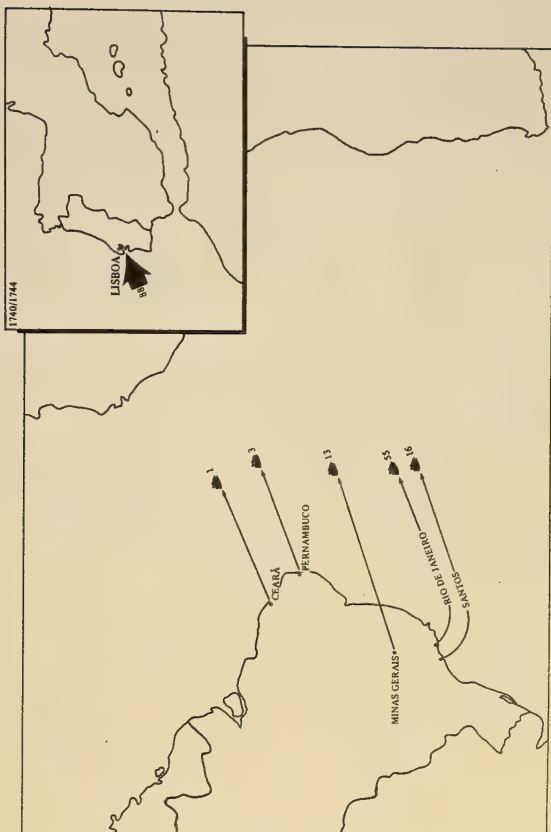 1740/1744
LISBOA
88
1
3
13
55
16
CEARÁ
PERNAMBUCO
MINAS GERAIS
RIO DE JANEIRO
SANTOS